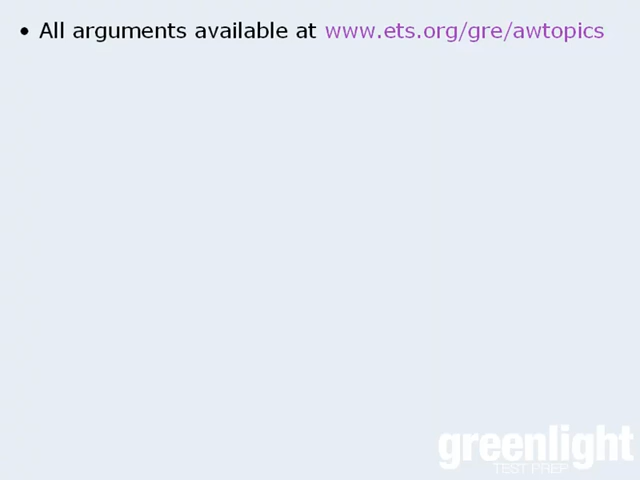 • All arguments available at www.ets.org/gre/awtopics
greenlight
TEST PREP